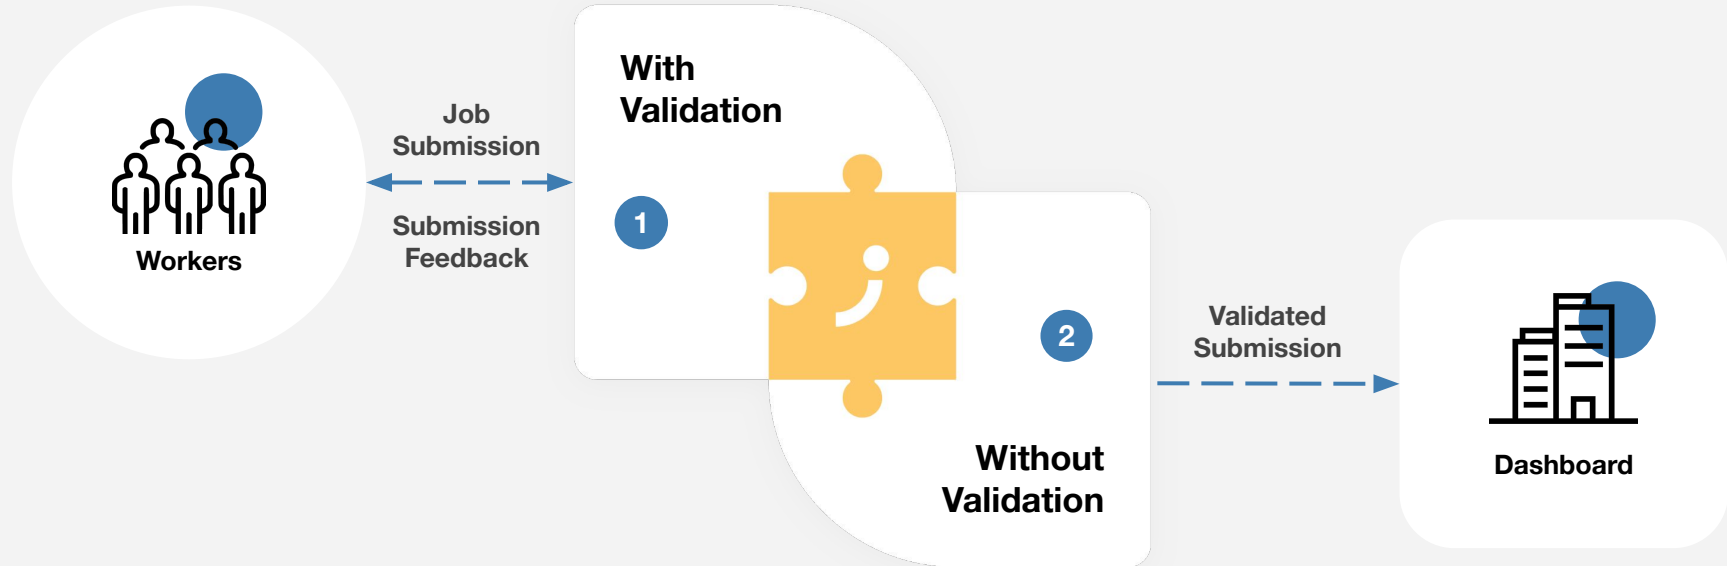 Workers
Job
Submission
Submission
Feedback
With
Validation
1
2
Without
Validation
Validated
Submission
Dashboard